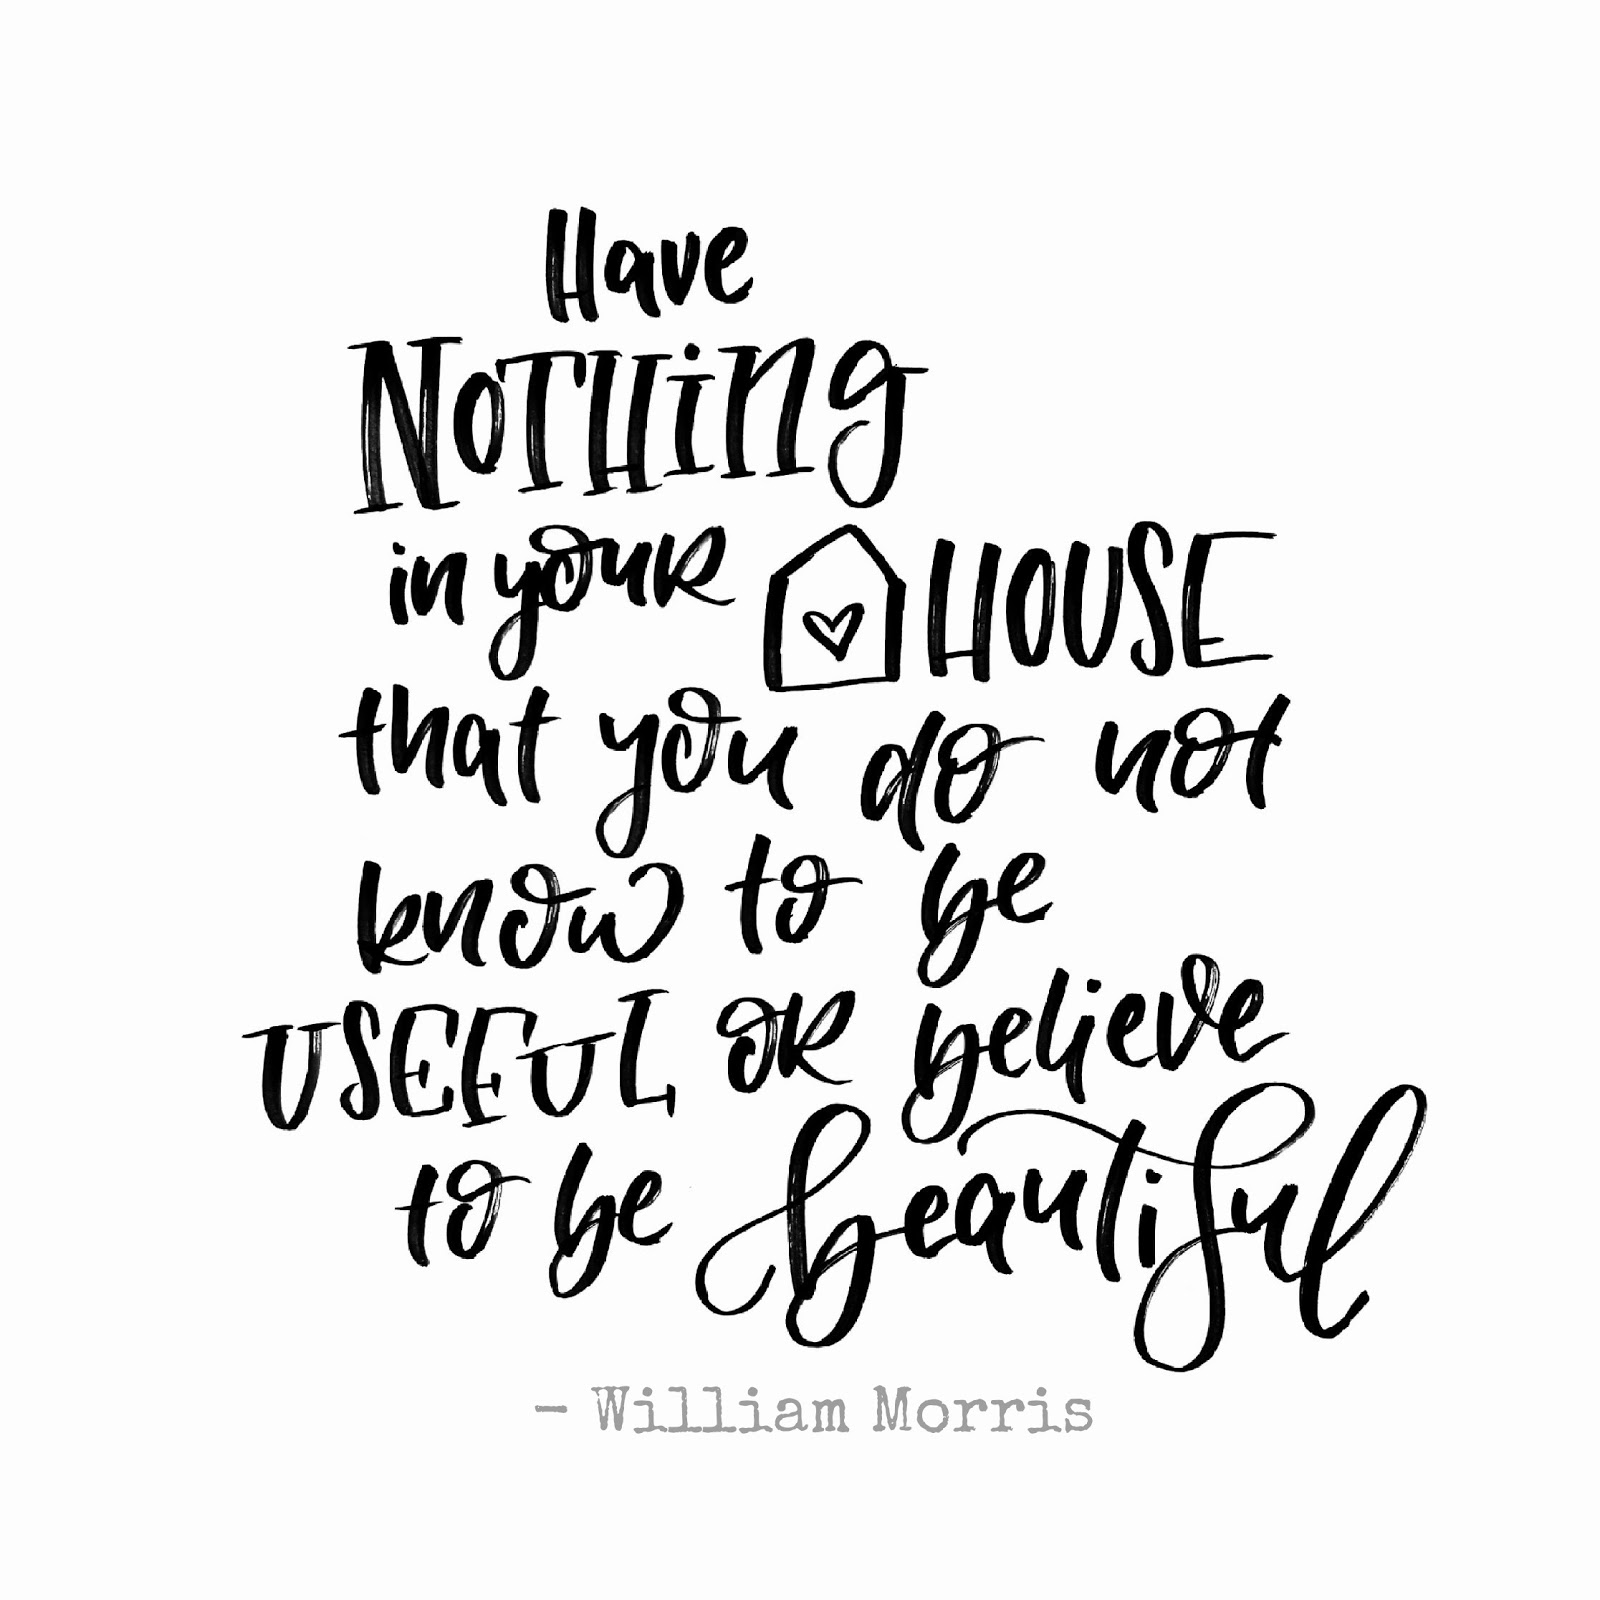 Have
NOTHing
in youR HOUSE
that you do not
know to be
USEFUL OR believe
to be beautiful
- William Morris